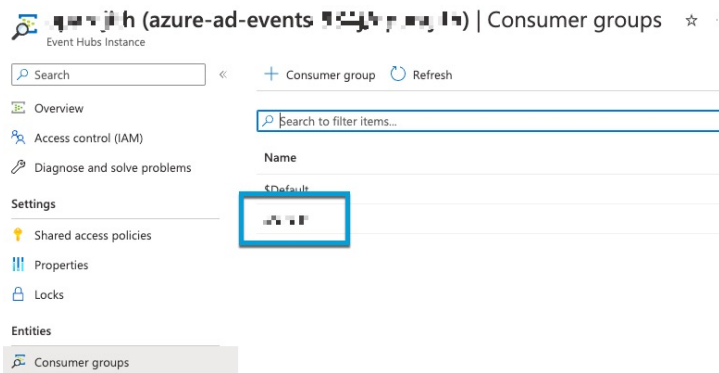 (azure-ad-events ) | Consumer groups
Event Hubs Instance
Search
«
+ Consumer group Refresh
Overview
Search to filter items...
Access control (IAM)
Name
Diagnose and solve problems
$Default
Settings
Shared access policies
Properties
Locks
Entities
Consumer groups